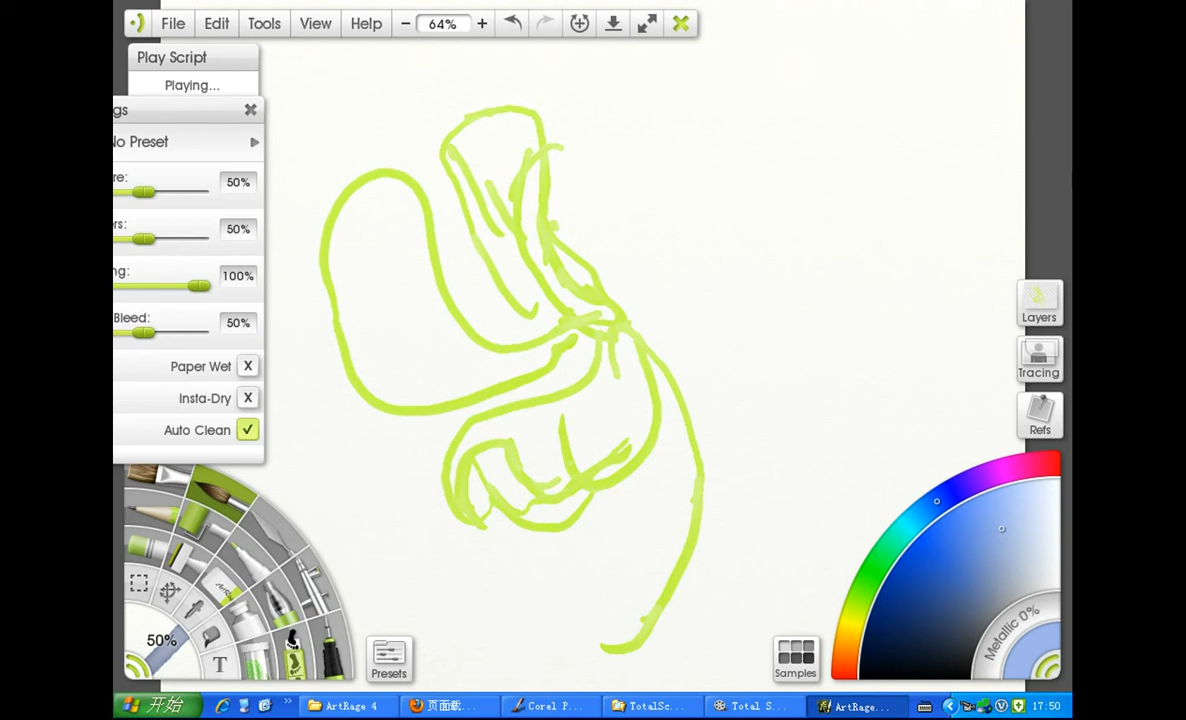 File Edit Tools View Help − 64% +
Play Script
Playing...
gs
No Preset
re: 50%
rs: 50%
ng: 100%
Bleed: 50%
Paper Wet X
Insta-Dry X
Auto Clean ✓
Layers
Tracing
Refs
50%
T
Presets
Samples
Metallic 0%
开始 » ArtRage 4 页面载... Corel P... TotalSc... Total S... ArtRage... 17:50